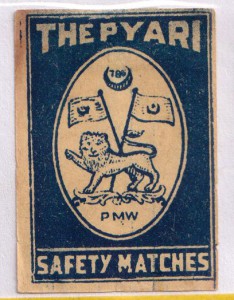 THE PYARI
786
PMW
SAFETY MATCHES